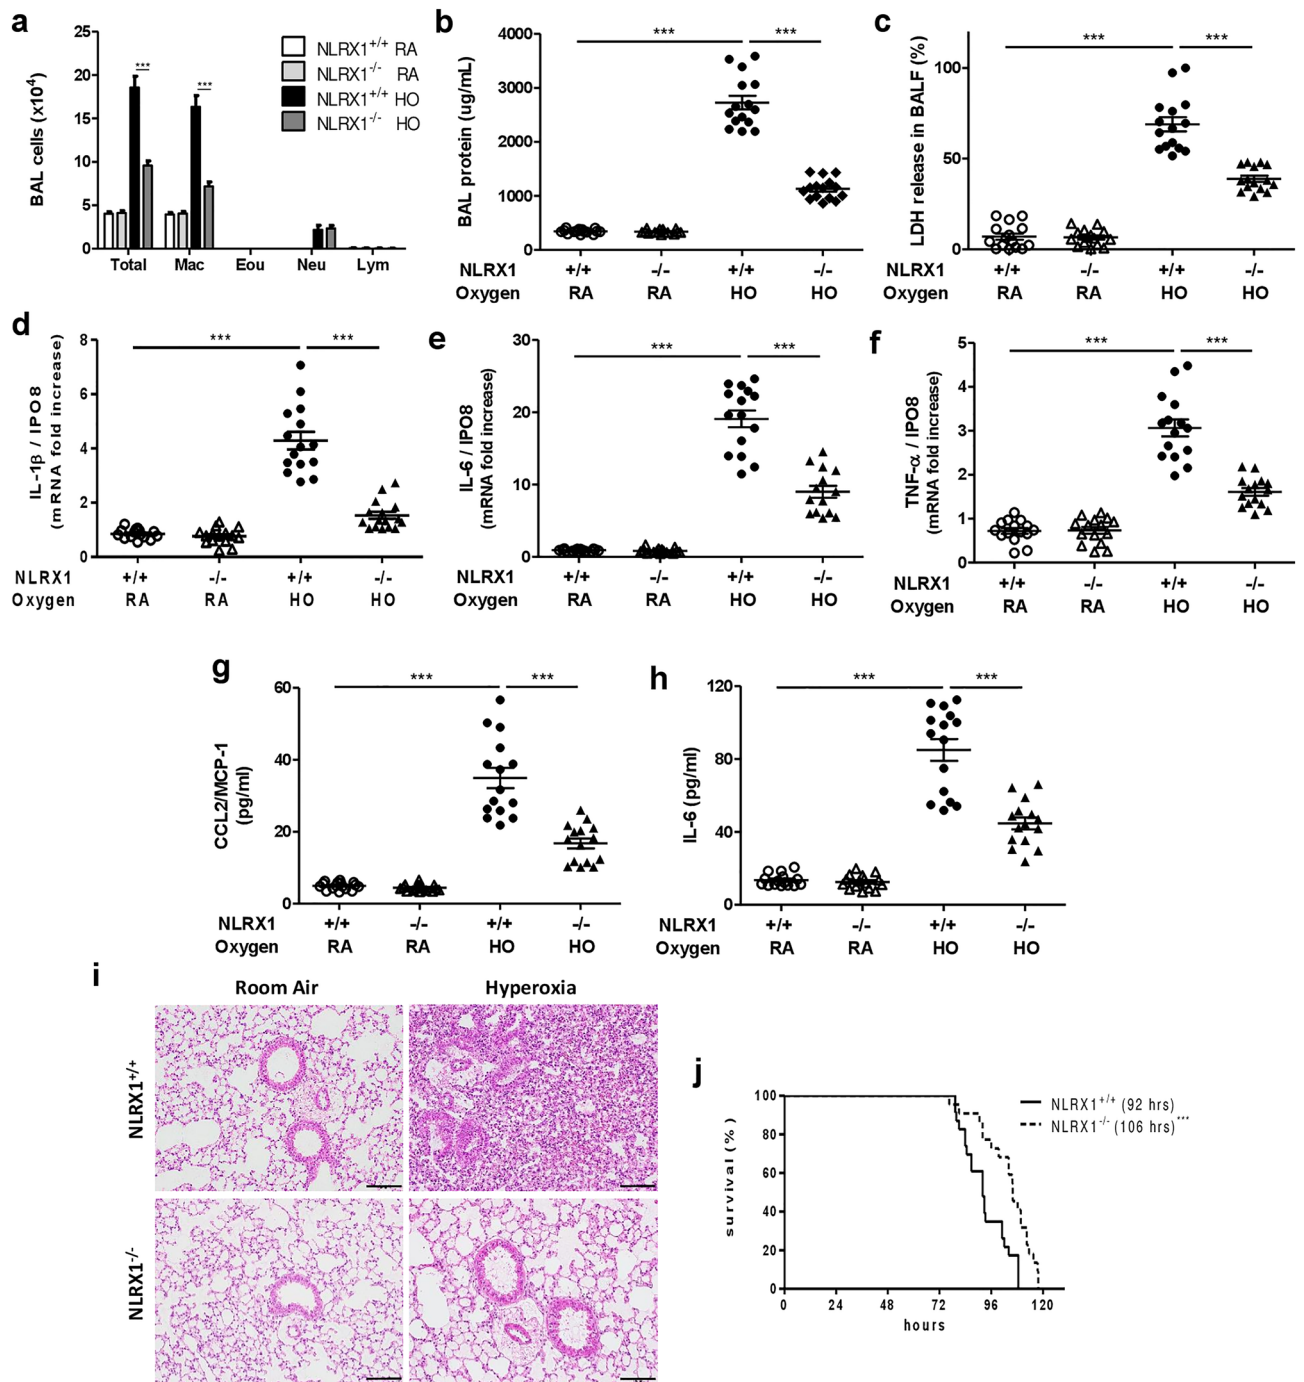 a
BAL cells (x10⁴)
25
20
15
10
5
0
Total Mac Eou Neu Lym
*** ***
NLRX1+/+ RA
NLRX1-/- RA
NLRX1+/+ HO
NLRX1-/- HO
b
BAL protein (ug/mL)
4000
3000
2000
1000
0
*** ***
NLRX1 +/+ -/- +/+ -/-
Oxygen RA RA HO HO
c
LDH release in BALF (%)
100
50
0
*** ***
NLRX1 +/+ -/- +/+ -/-
Oxygen RA RA HO HO
d
IL-1β / IPO8
(mRNA fold increase)
8
6
4
2
0
*** ***
NLRX1 +/+ -/- +/+ -/-
Oxygen RA RA HO HO
e
IL-6 / IPO8
(mRNA fold increase)
30
20
10
0
*** ***
NLRX1 +/+ -/- +/+ -/-
Oxygen RA RA HO HO
f
TNF-α / IPO8
(mRNA fold increase)
5
4
3
2
1
0
*** ***
NLRX1 +/+ -/- +/+ -/-
Oxygen RA RA HO HO
g
CCL2/MCP-1
(pg/ml)
60
40
20
0
*** ***
NLRX1 +/+ -/- +/+ -/-
Oxygen RA RA HO HO
h
IL-6 (pg/ml)
120
80
40
0
*** ***
NLRX1 +/+ -/- +/+ -/-
Oxygen RA RA HO HO
i
Room Air Hyperoxia
NLRX1+/+
NLRX1-/-
j
survival (%)
100
80
60
40
20
0
0 24 48 72 96 120
hours
NLRX1+/+ (92 hrs)
NLRX1-/- (106 hrs)***